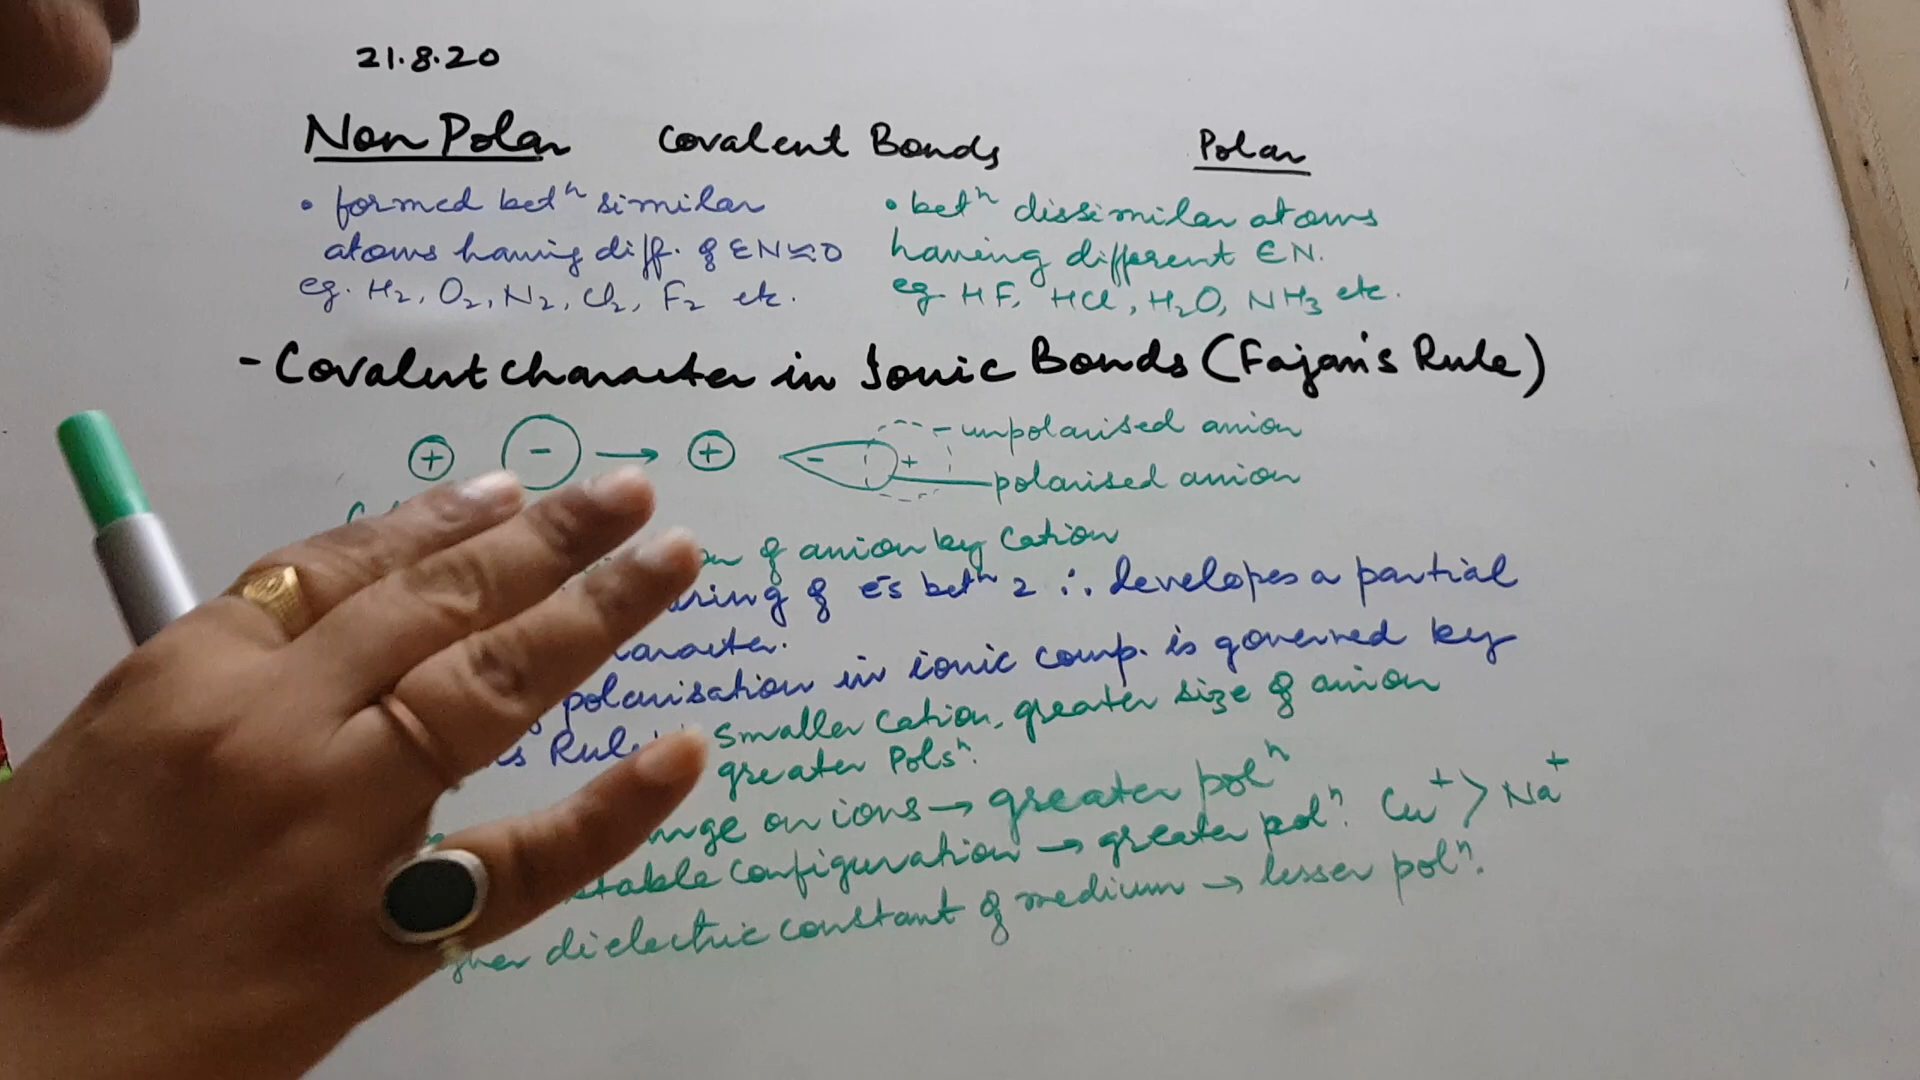 21.8.20
Non Polar Covalent Bonds Polar
• formed betⁿ similar
atoms having diff. of EN ≈ 0
eg. H₂, O₂, N₂, Cl₂, F₂ etc.
• betⁿ dissimilar atoms
having different EN.
eg. HF, HCl, H₂O, NH₃ etc.
- Covalent character in Ionic Bonds (Fajan's Rule)
+ - → + - + - unpolarised anion
polarised anion
of anion by Cation
of e⁻s betⁿ 2 ∴ developes a partial
polarisation in ionic comp. is governed by
Rule Smaller Cation, greater size of anion
greater Polsⁿ.
on ions → greater polⁿ
configuration → greater polⁿ. Cu⁺ > Na⁺
dielectric constant of medium → lesser polⁿ.